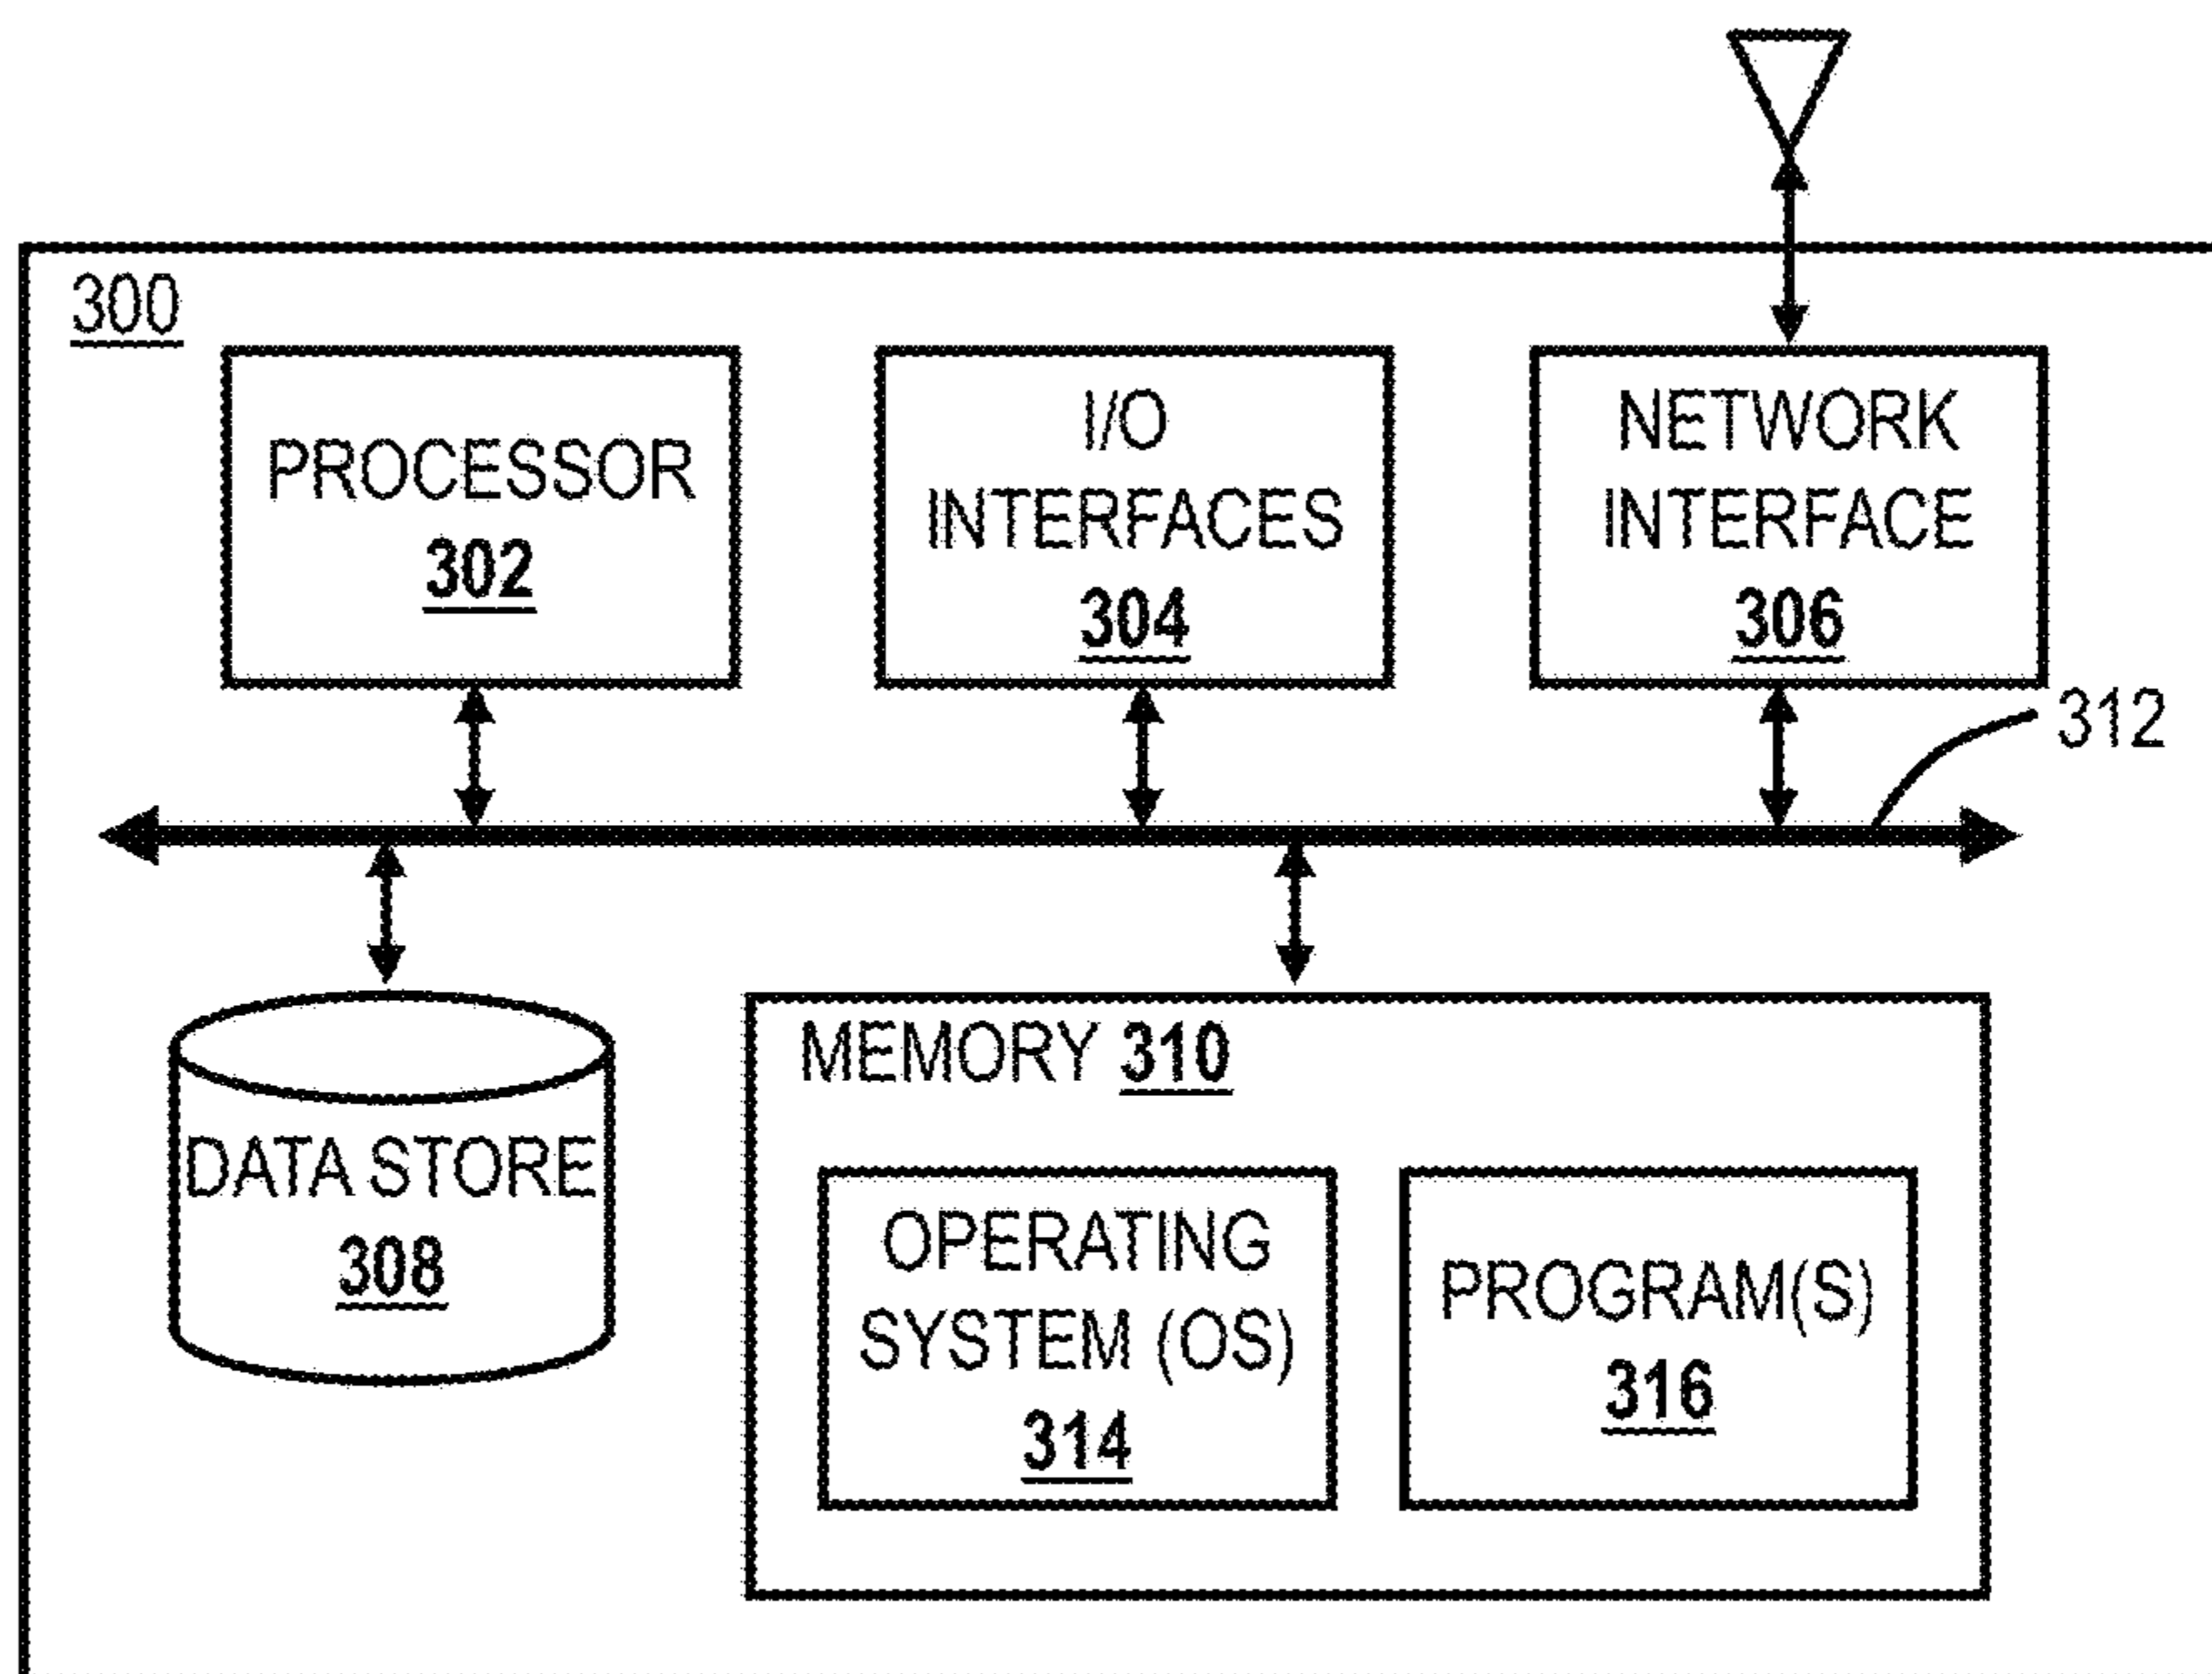 300
PROCESSOR
302
I/O
INTERFACES
304
NETWORK
INTERFACE
306
312
DATA STORE
308
MEMORY 310
OPERATING
SYSTEM (OS)
314
PROGRAM(S)
316